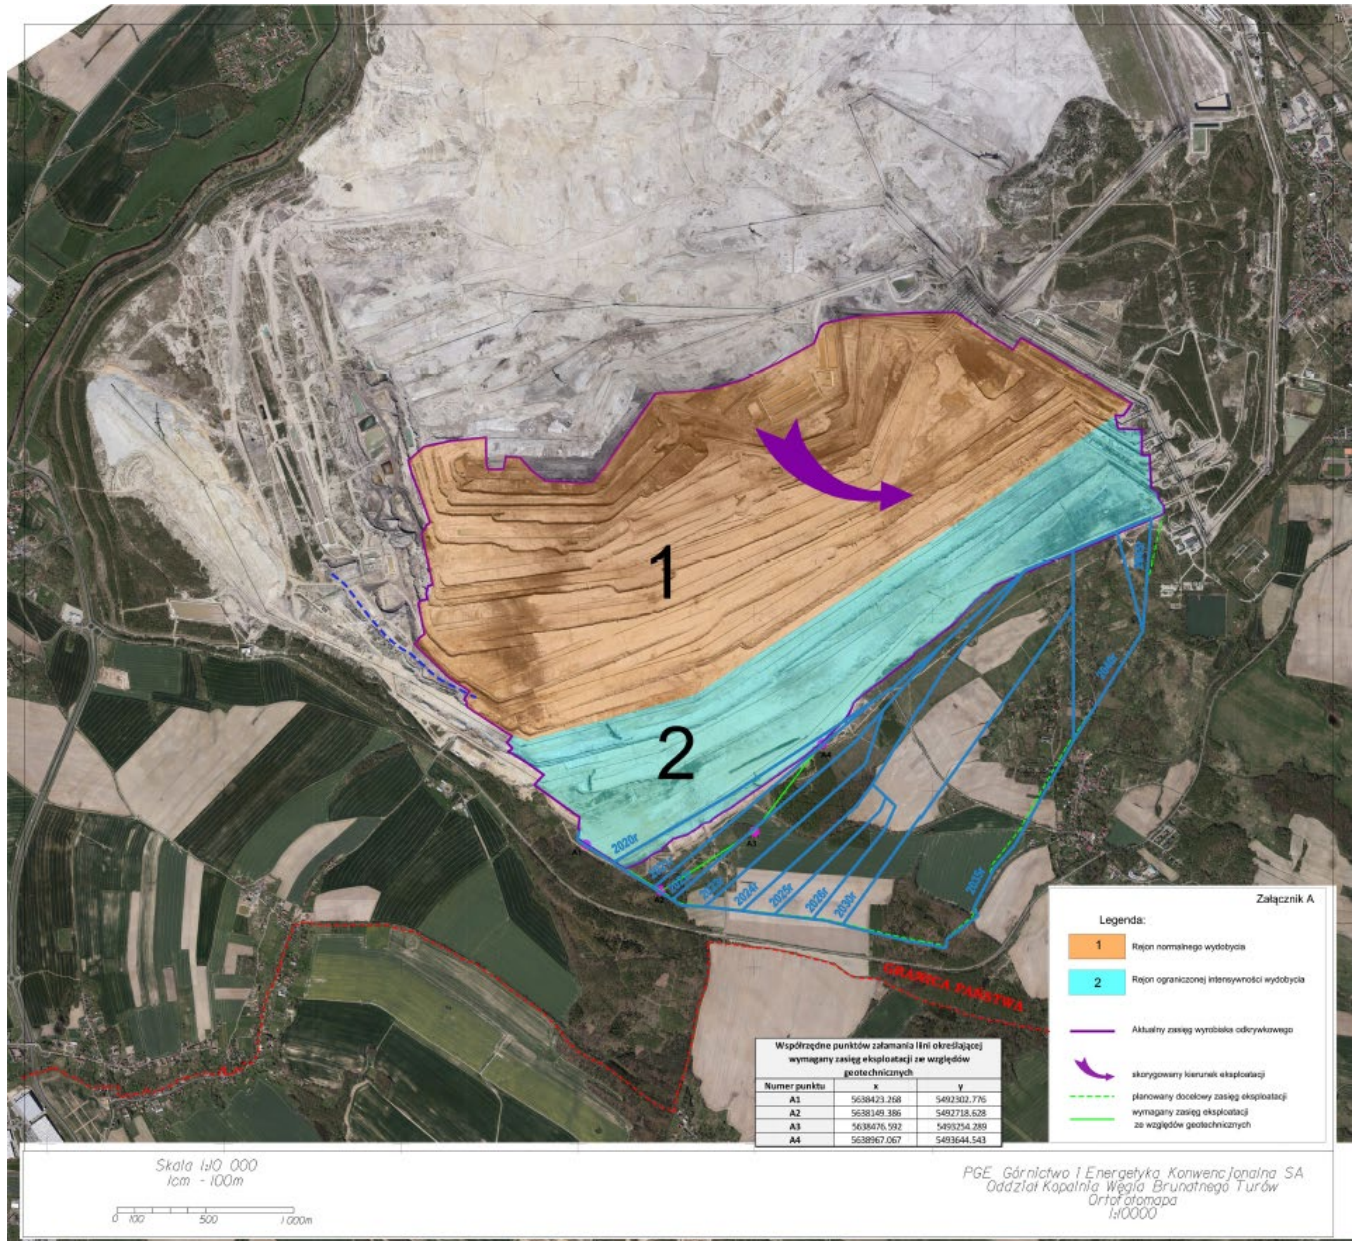 1
2
A1
A3
A4
2020r
2024r
2025r
2026r
2030r
2035r
GRANICA PAŃSTWA
Załącznik A
Legenda:
1 Rejon normalnego wydobycia
2 Rejon ograniczonej intensywności wydobycia
Aktualny zasięg wyrobiska odkrywkowego
skorygowany kierunek eksploatacji
planowany docelowy zasięg eksploatacji
wymagany zasięg eksploatacji
ze względów geotechnicznych
Współrzędne punktów załamania linii określającej
wymagany zasięg eksploatacji ze względów
geotechnicznych
Numer punktu x y
A1 5638423.268 5492302.776
A2 5638149.386 5492718.628
A3 5638476.592 5493254.289
A4 5638967.067 5493644.543
Skala 1:10 000
1cm - 100m
0 100 500 1000m
PGE Górnictwo i Energetyka Konwencjonalna SA
Oddział Kopalnia Węgla Brunatnego Turów
Ortofotomapa
1:10000